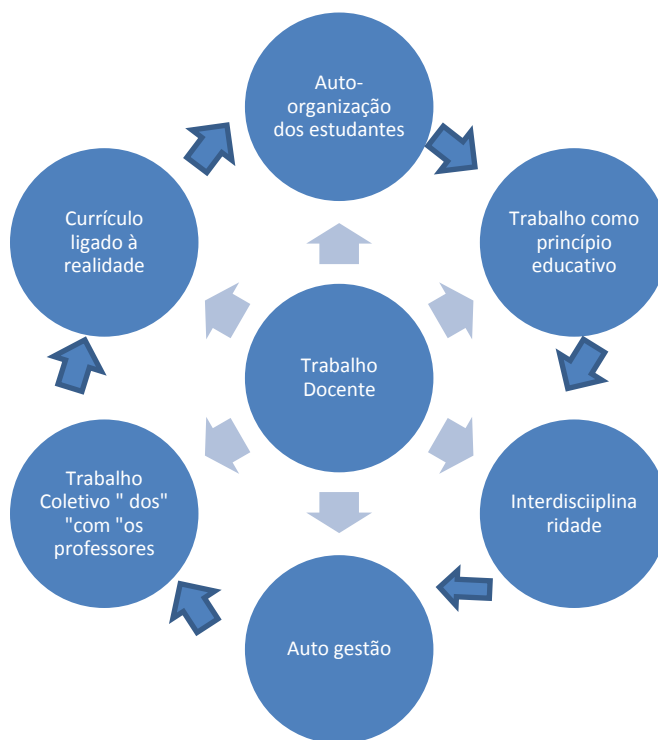 Auto-
organização
dos estudantes
Trabalho como
princípio
educativo
Interdisciiplina
ridade
Auto gestão
Trabalho
Coletivo " dos"
"com "os
professores
Currículo
ligado à
realidade
Trabalho
Docente